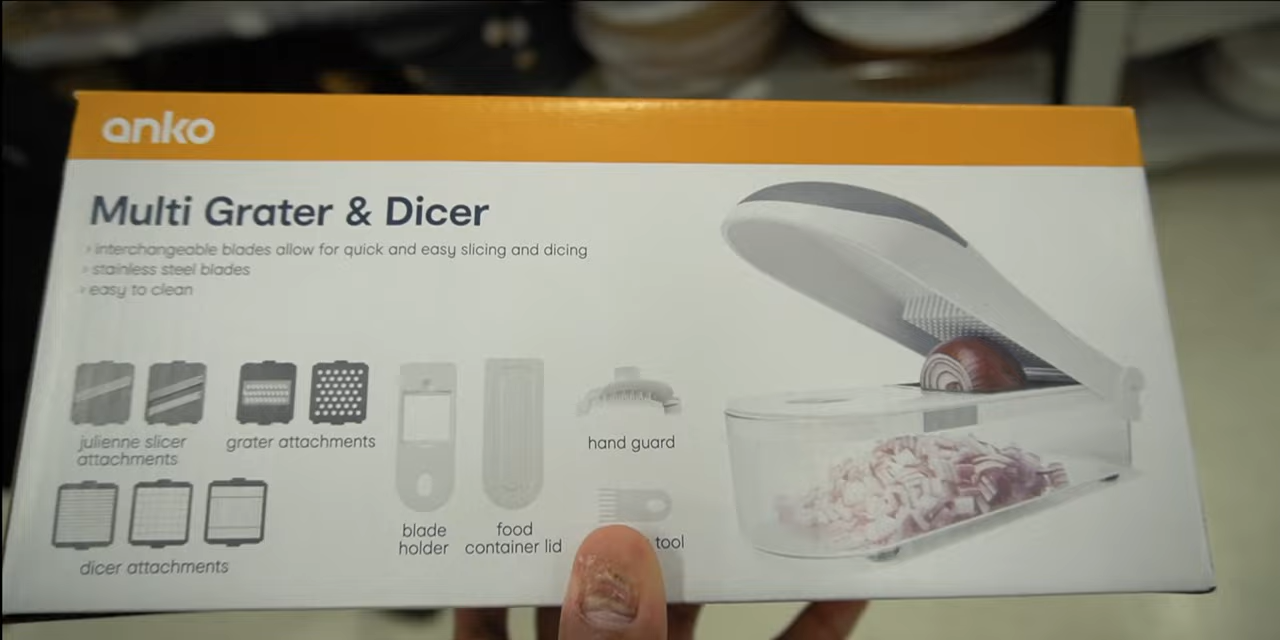 anko
Multi Grater & Dicer
› interchangeable blades allow for quick and easy slicing and dicing
› stainless steel blades
› easy to clean
julienne slicer
attachments
grater attachments
dicer attachments
blade
holder
food
container lid
hand guard
tool